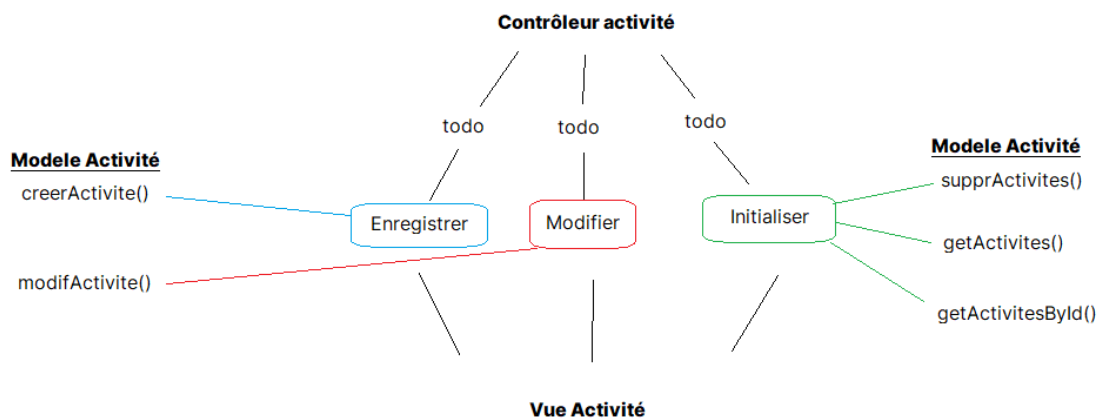 Contrôleur activité
todo
todo
todo
Modele Activité
creerActivite()
modifActivite()
Enregistrer
Modifier
Initialiser
Modele Activité
supprActivites()
getActivites()
getActivitesById()
Vue Activité